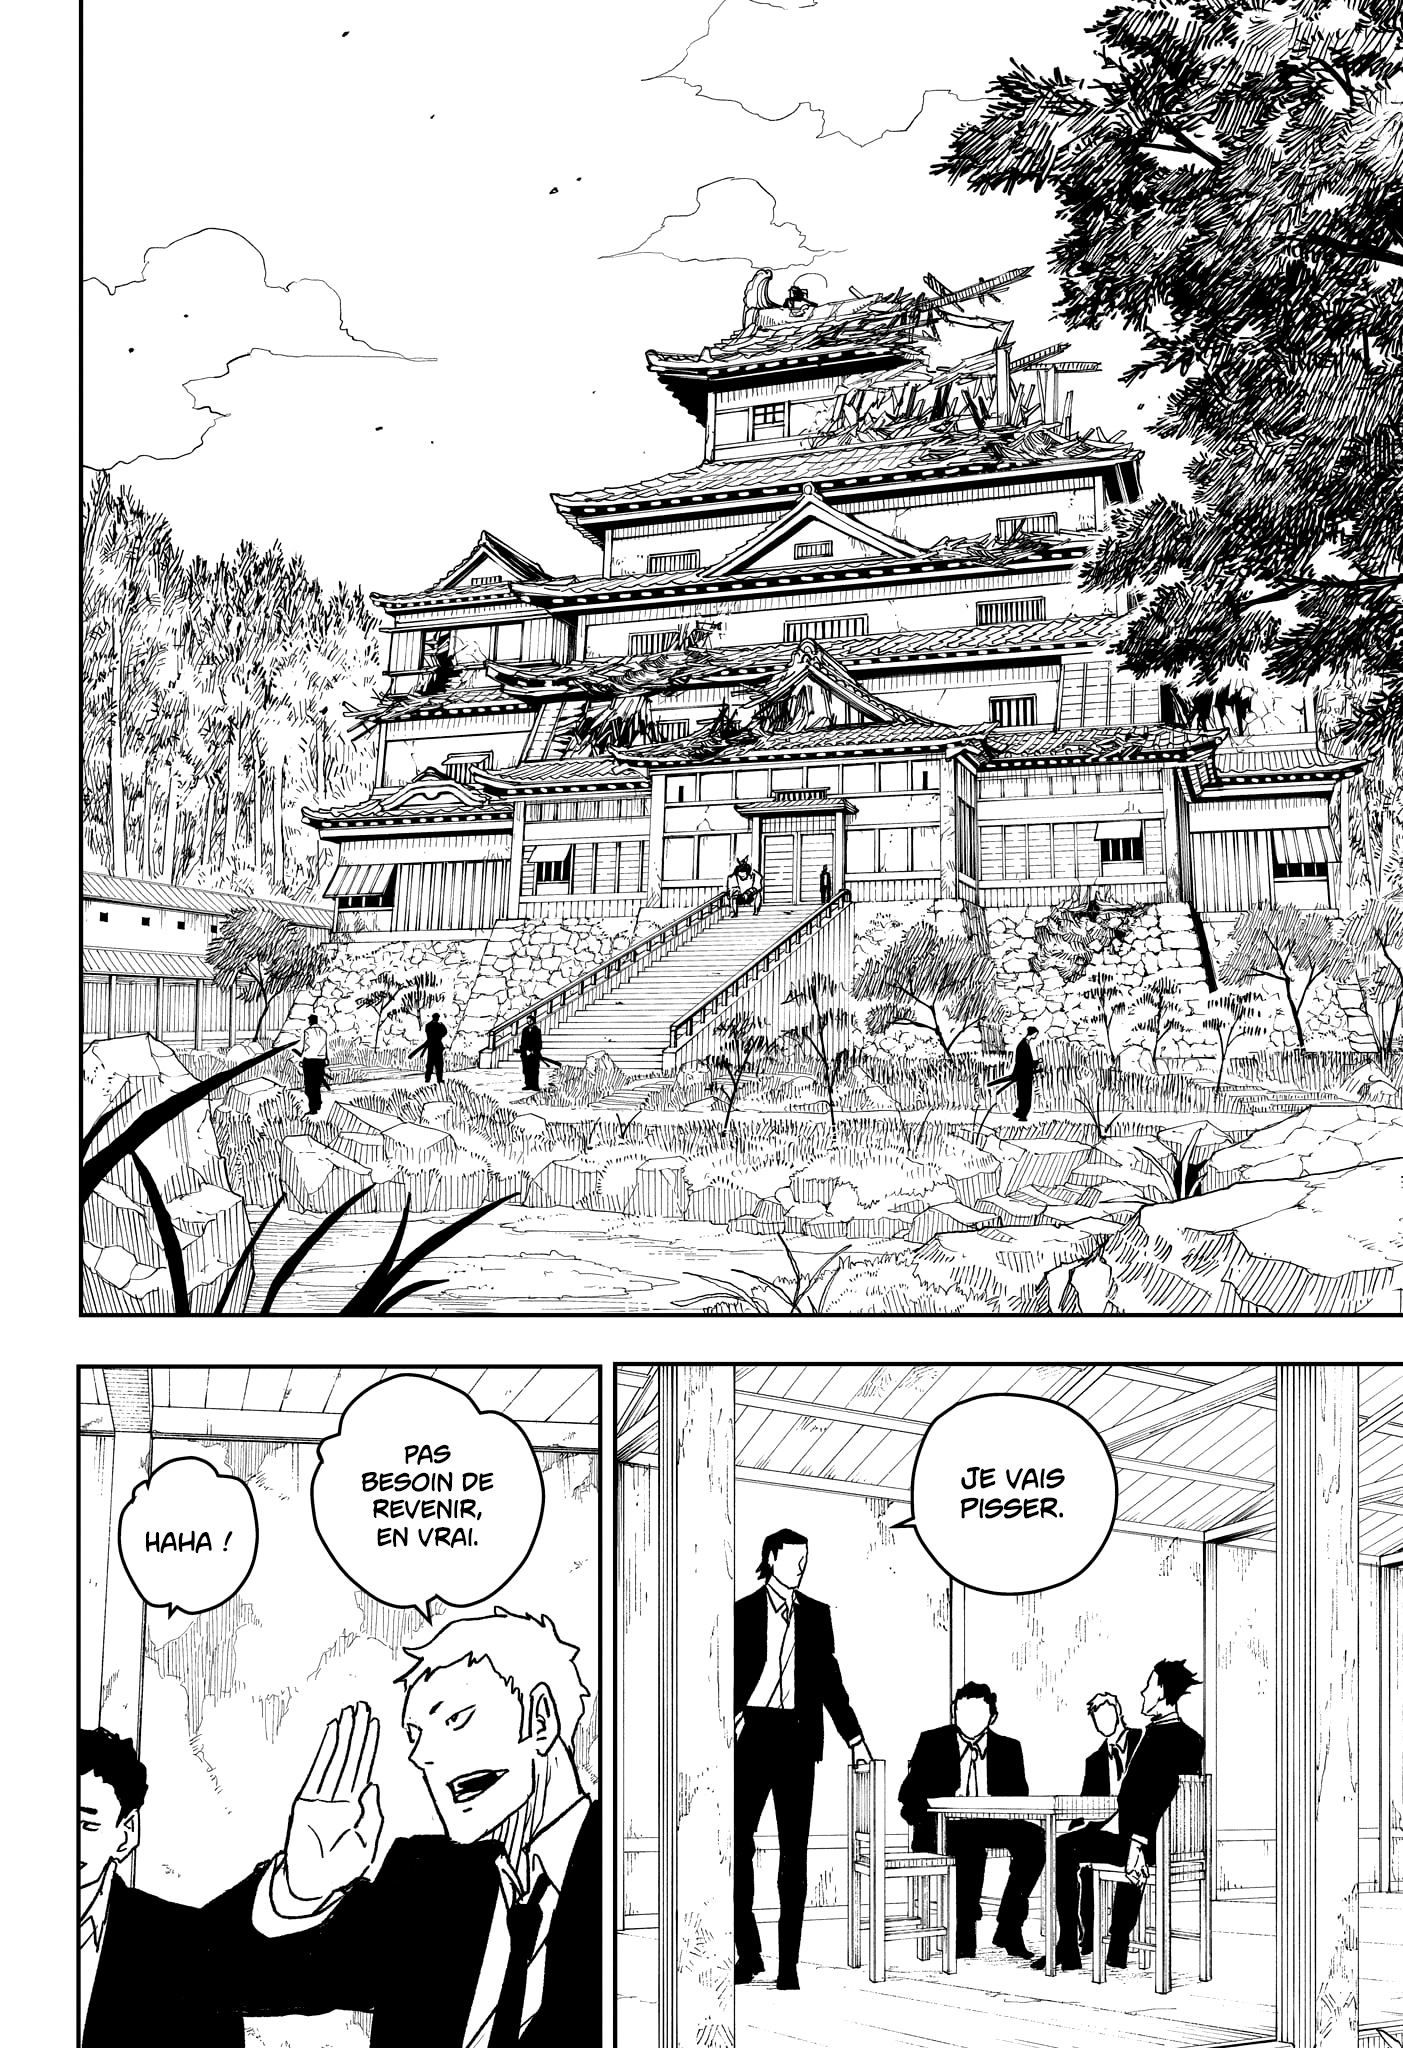 JE VAIS
PISSER.
PAS
BESOIN DE
REVENIR,
EN VRAI.
HAHA !